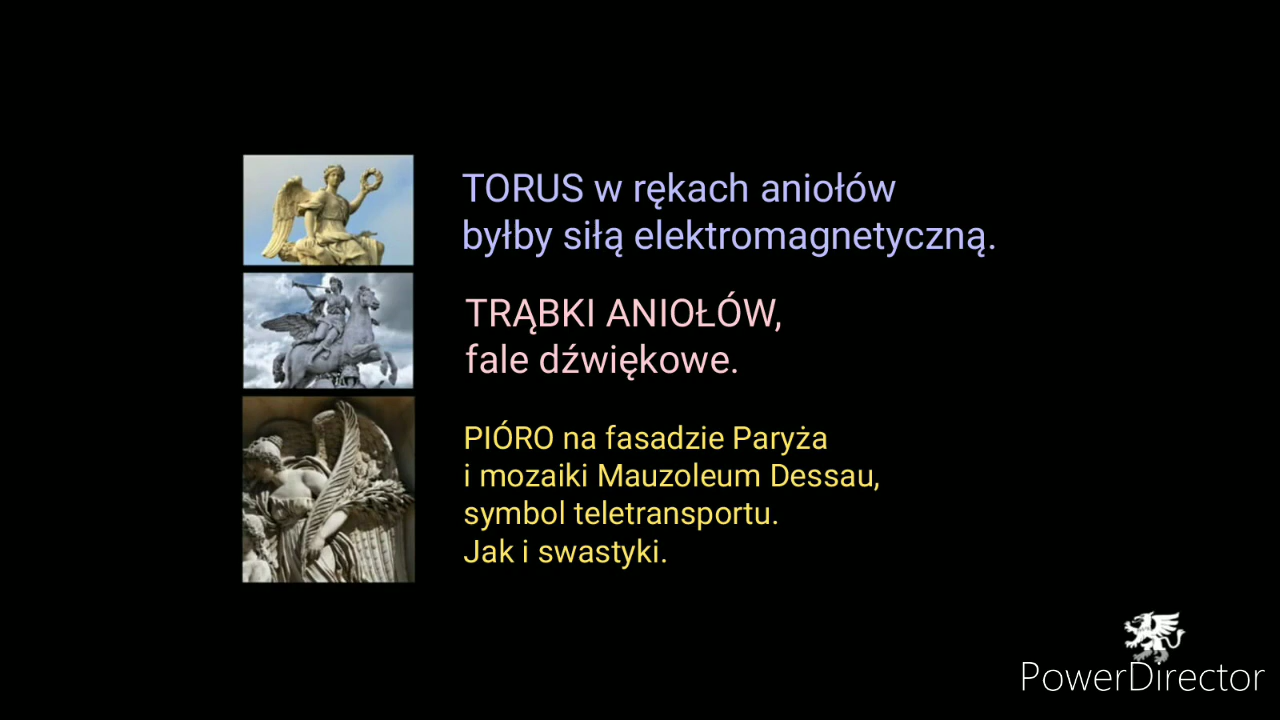 TORUS w rękach aniołów
byłby siłą elektromagnetyczną.
TRĄBKI ANIOŁÓW,
fale dźwiękowe.
PIÓRO na fasadzie Paryża
i mozaiki Mauzoleum Dessau,
symbol teletransportu.
Jak i swastyki.
PowerDirector